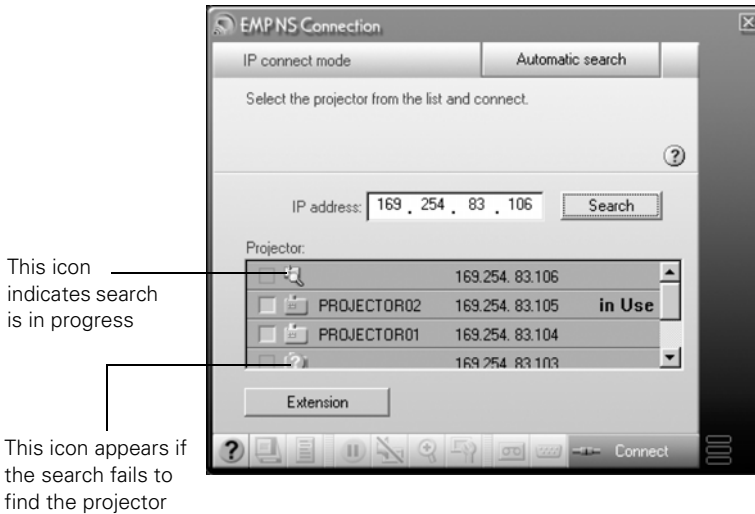 EMP NS Connection
IP connect mode
Automatic search
Select the projector from the list and connect.
?
IP address: 169 . 254 . 83 . 106
Search
Projector:
169.254. 83.106
PROJECTOR02 169.254. 83.105 in Use
PROJECTOR01 169.254. 83.104
? 169.254. 83.103
Extension
? Connect
This icon
indicates search
is in progress
This icon appears if
the search fails to
find the projector